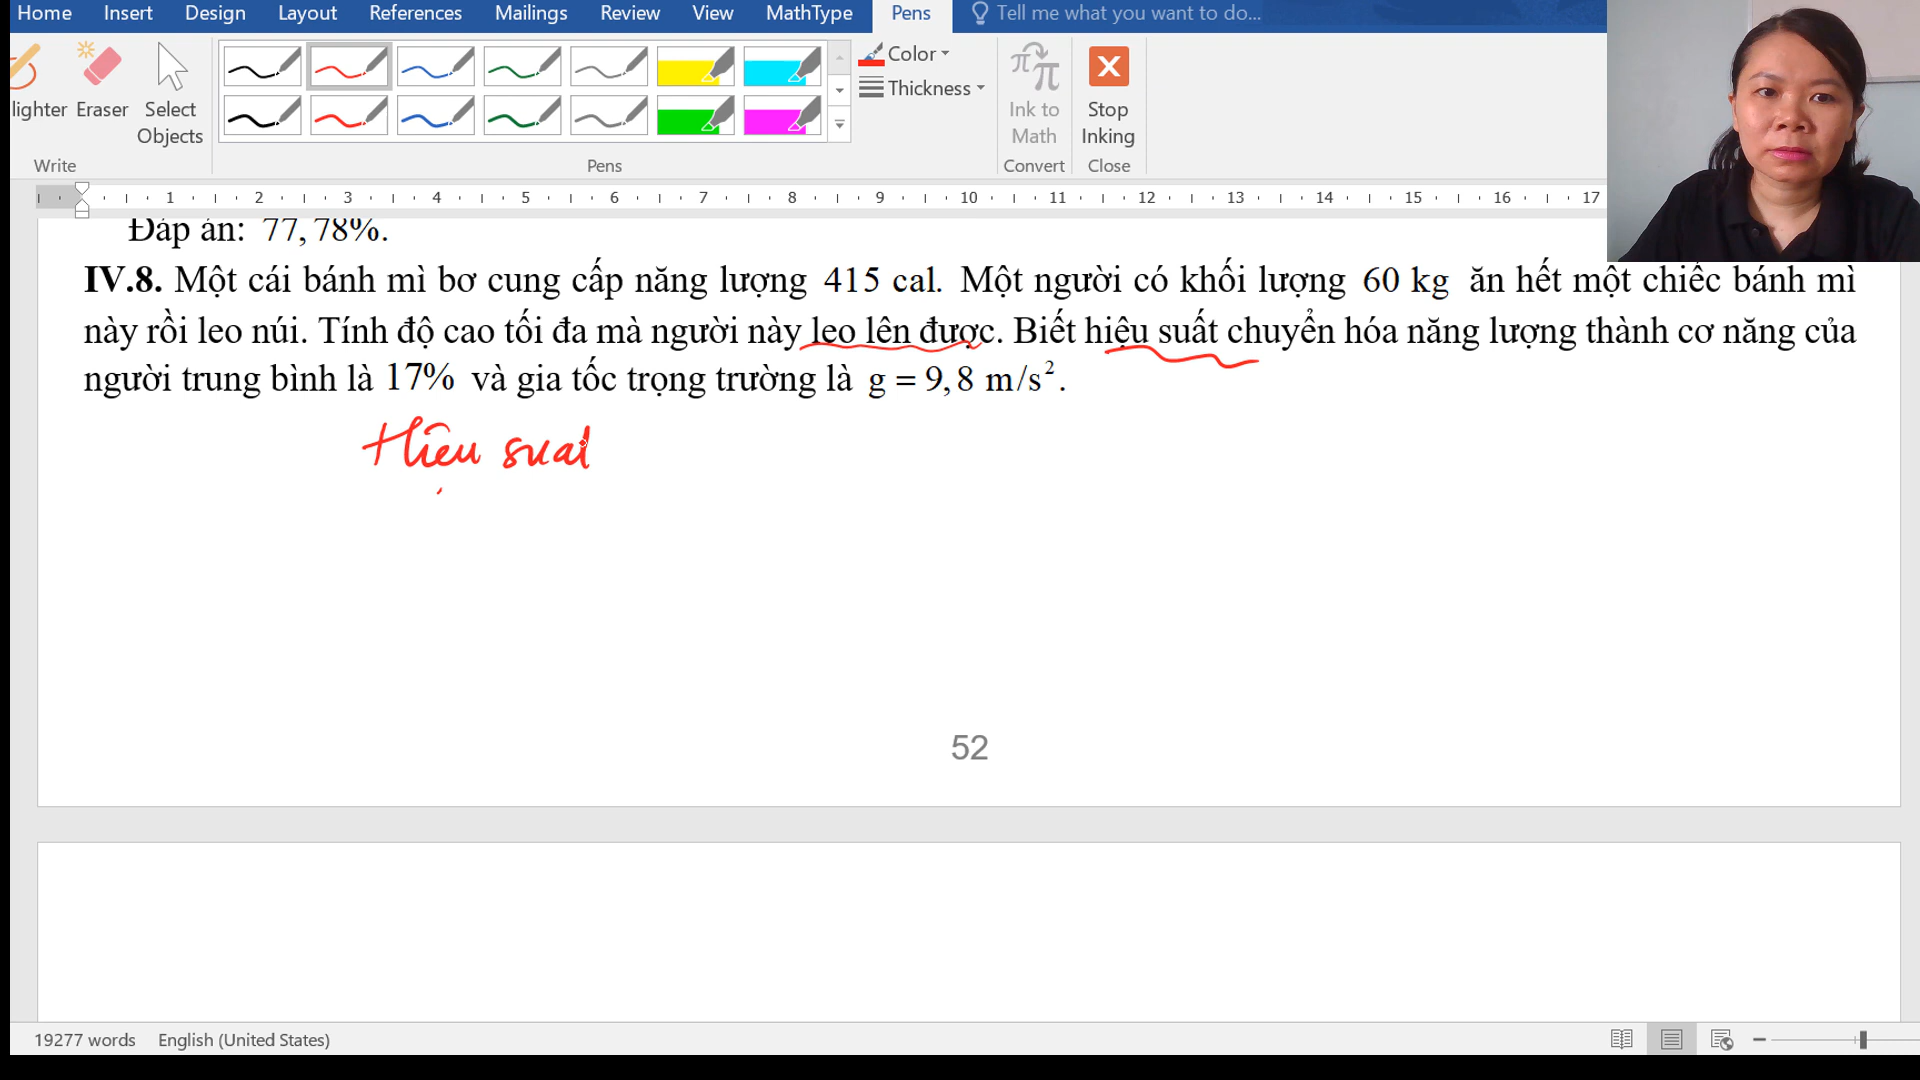 Home Insert Design Layout References Mailings Review View MathType Pens Tell me what you want to do...
lighter Eraser Select Objects
Color
Thickness
Ink to Math
Stop Inking
Write Pens Convert Close
1 2 3 4 5 6 7 8 9 10 11 12 13 14 15 16 17
Đáp án: 77,78%.
IV.8. Một cái bánh mì bơ cung cấp năng lượng 415 cal. Một người có khối lượng 60 kg ăn hết một chiếc bánh mì
này rồi leo núi. Tính độ cao tối đa mà người này leo lên được. Biết hiệu suất chuyển hóa năng lượng thành cơ năng của
người trung bình là 17% và gia tốc trọng trường là g = 9,8 m/s².
Hiệu suat
52
19277 words English (United States)